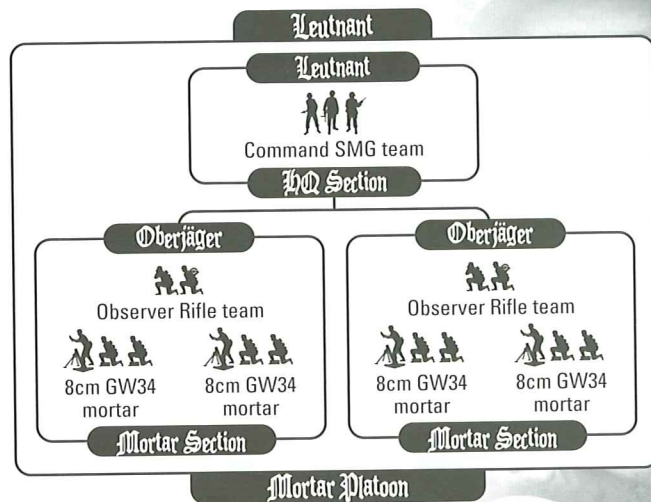 Leutnant
Leutnant
Command SMG team
HQ Section
Oberjäger
Observer Rifle team
8cm GW34 mortar
8cm GW34 mortar
Mortar Section
Oberjäger
Observer Rifle team
8cm GW34 mortar
8cm GW34 mortar
Mortar Section
Mortar Platoon